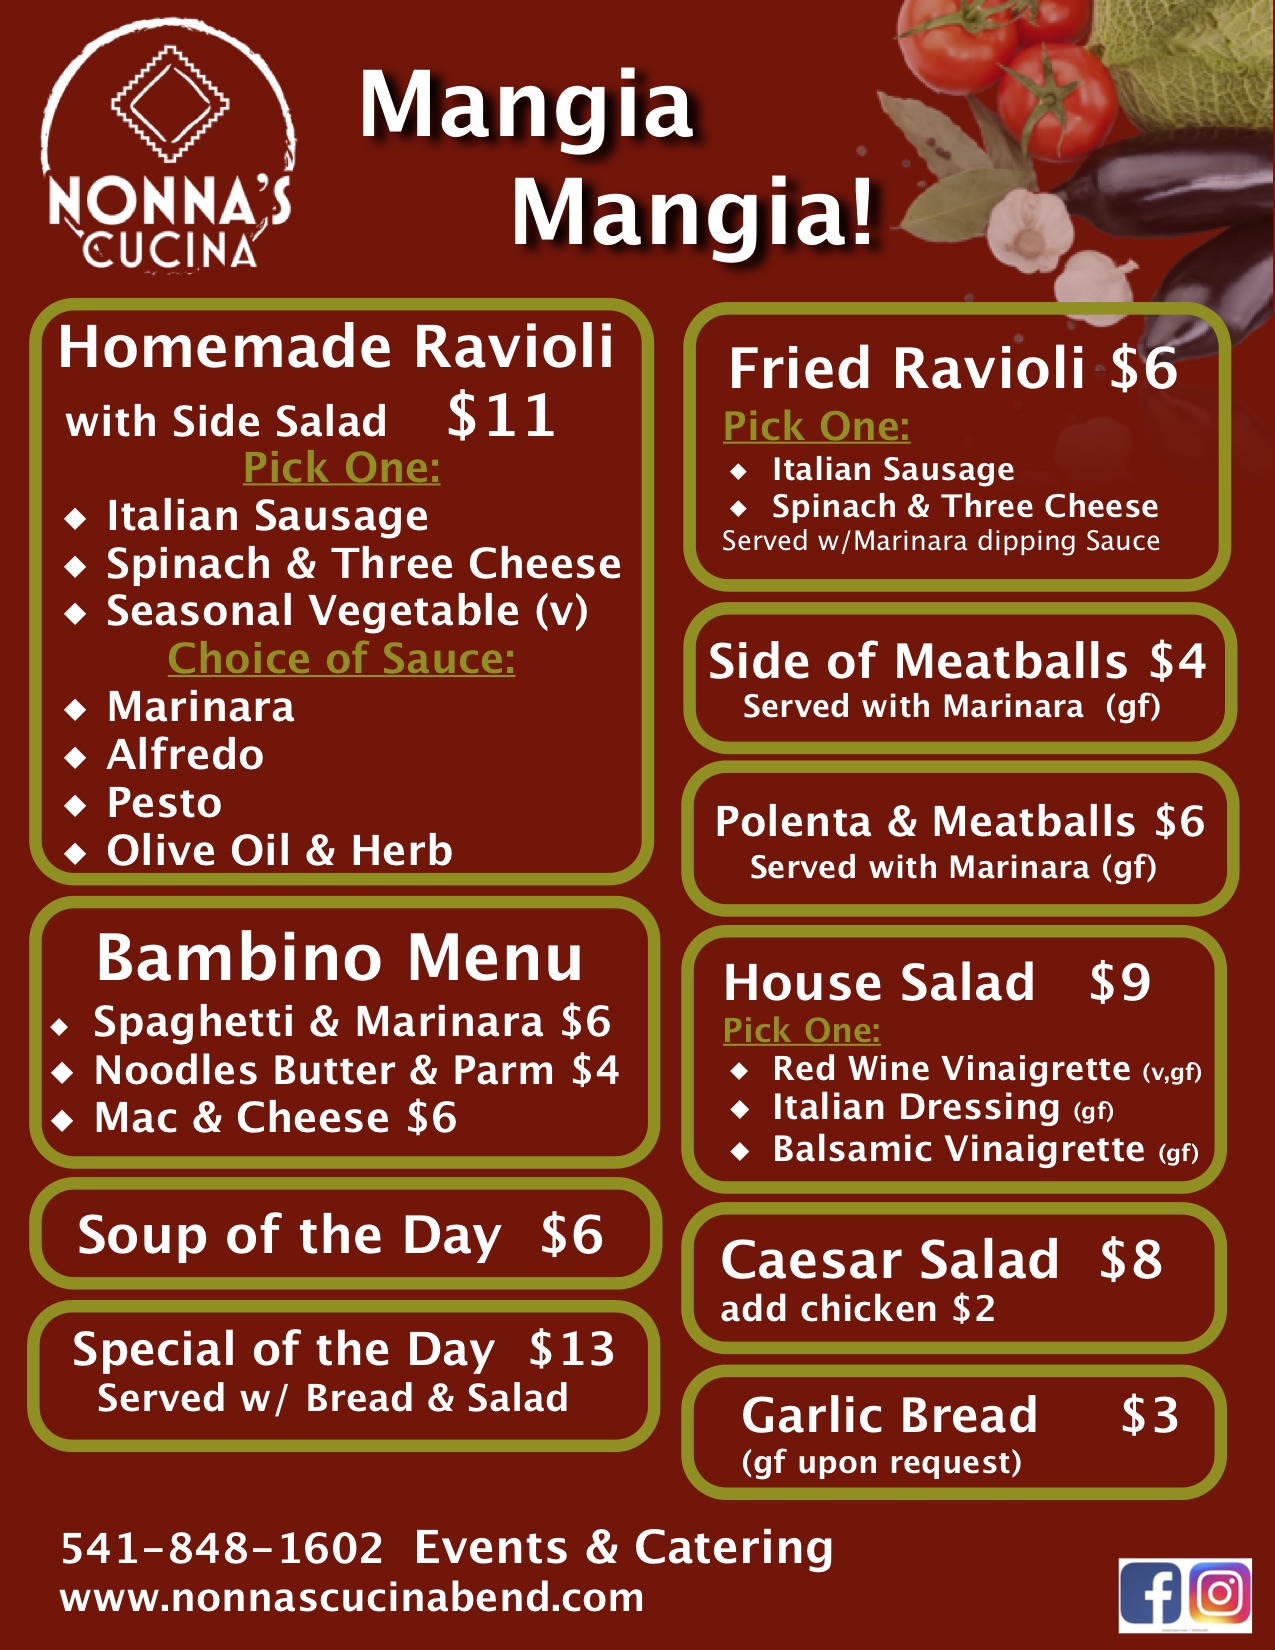 NONNA'S
CUCINA
Mangia
Mangia!
Homemade Ravioli
with Side Salad $11
Pick One:
◆ Italian Sausage
◆ Spinach & Three Cheese
◆ Seasonal Vegetable (v)
Choice of Sauce:
◆ Marinara
◆ Alfredo
◆ Pesto
◆ Olive Oil & Herb
Bambino Menu
◆ Spaghetti & Marinara $6
◆ Noodles Butter & Parm $4
◆ Mac & Cheese $6
Soup of the Day $6
Special of the Day $13
Served w/ Bread & Salad
Fried Ravioli $6
Pick One:
◆ Italian Sausage
◆ Spinach & Three Cheese
Served w/Marinara dipping Sauce
Side of Meatballs $4
Served with Marinara (gf)
Polenta & Meatballs $6
Served with Marinara (gf)
House Salad $9
Pick One:
◆ Red Wine Vinaigrette (v,gf)
◆ Italian Dressing (gf)
◆ Balsamic Vinaigrette (gf)
Caesar Salad $8
add chicken $2
Garlic Bread $3
(gf upon request)
541-848-1602 Events & Catering
www.nonnascucinabend.com